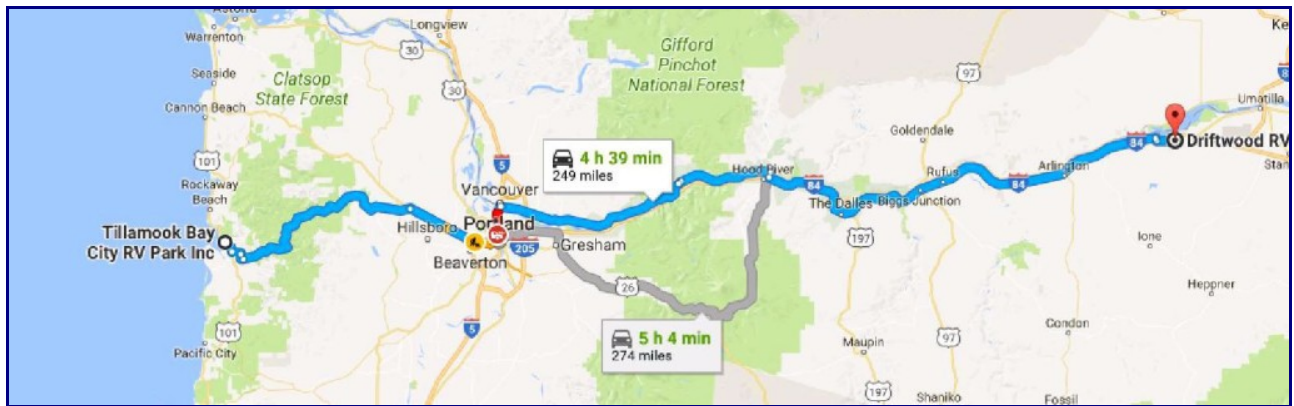 Longview
Warrenton
30
Gifford
Pinchot
National Forest
Seaside
Clatsop
State Forest
97
30
Cannon Beach
Umatilla
Goldendale
101
5
4 h 39 min
249 miles
84
Driftwood RV
Rockaway
Beach
Vancouver
Hood River
84
Rufus
Arlington
84
The Dalles
Biggs Junction
Tillamook Bay
City RV Park Inc
Hillsboro
Portland
205
Gresham
197
Ione
Beaverton
26
Heppner
101
5
5 h 4 min
274 miles
Condon
Pacific City
Maupin
97
197
Shaniko
Fossil